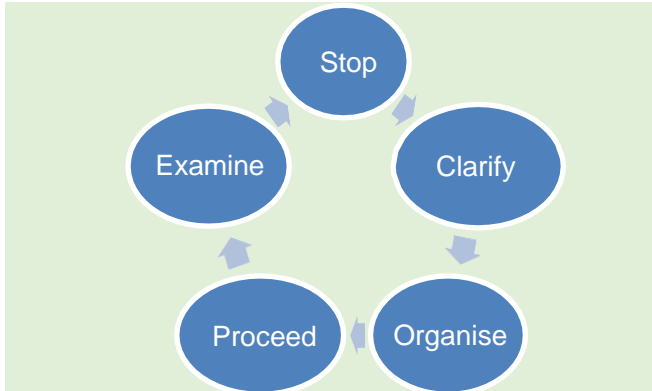 Stop
Clarify
Organise
Proceed
Examine